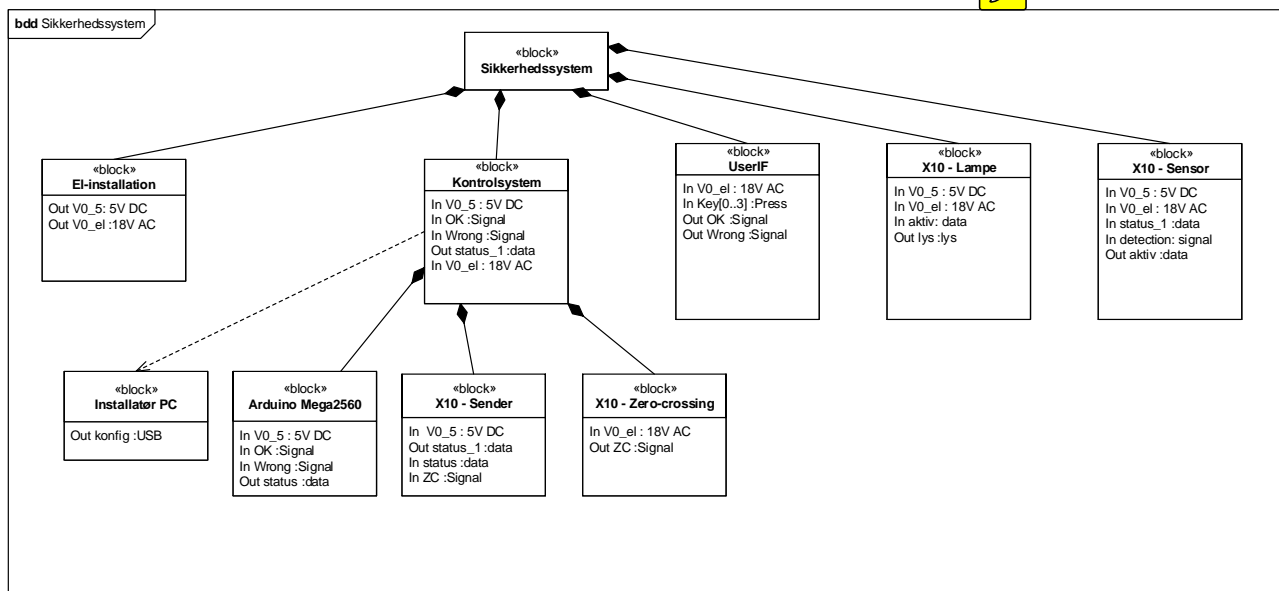 bdd Sikkerhedssystem
«block»
Sikkerhedssystem
«block»
El-installation
Out V0_5: 5V DC
Out V0_el :18V AC
«block»
Kontrolsystem
In V0_5 : 5V DC
In OK :Signal
In Wrong :Signal
Out status_1 :data
In V0_el : 18V AC
«block»
UserIF
In V0_el : 18V AC
In Key[0..3] :Press
Out OK :Signal
Out Wrong :Signal
«block»
X10 - Lampe
In V0_5 : 5V DC
In V0_el : 18V AC
In aktiv: data
Out lys :lys
«block»
X10 - Sensor
In V0_5 : 5V DC
In V0_el : 18V AC
In status_1 :data
In detection: signal
Out aktiv :data
«block»
Installatør PC
Out konfig :USB
«block»
Arduino Mega2560
In V0_5 : 5V DC
In OK :Signal
In Wrong :Signal
Out status :data
«block»
X10 - Sender
In V0_5 : 5V DC
Out status_1 :data
In status :data
In ZC :Signal
«block»
X10 - Zero-crossing
In V0_el : 18V AC
Out ZC :Signal